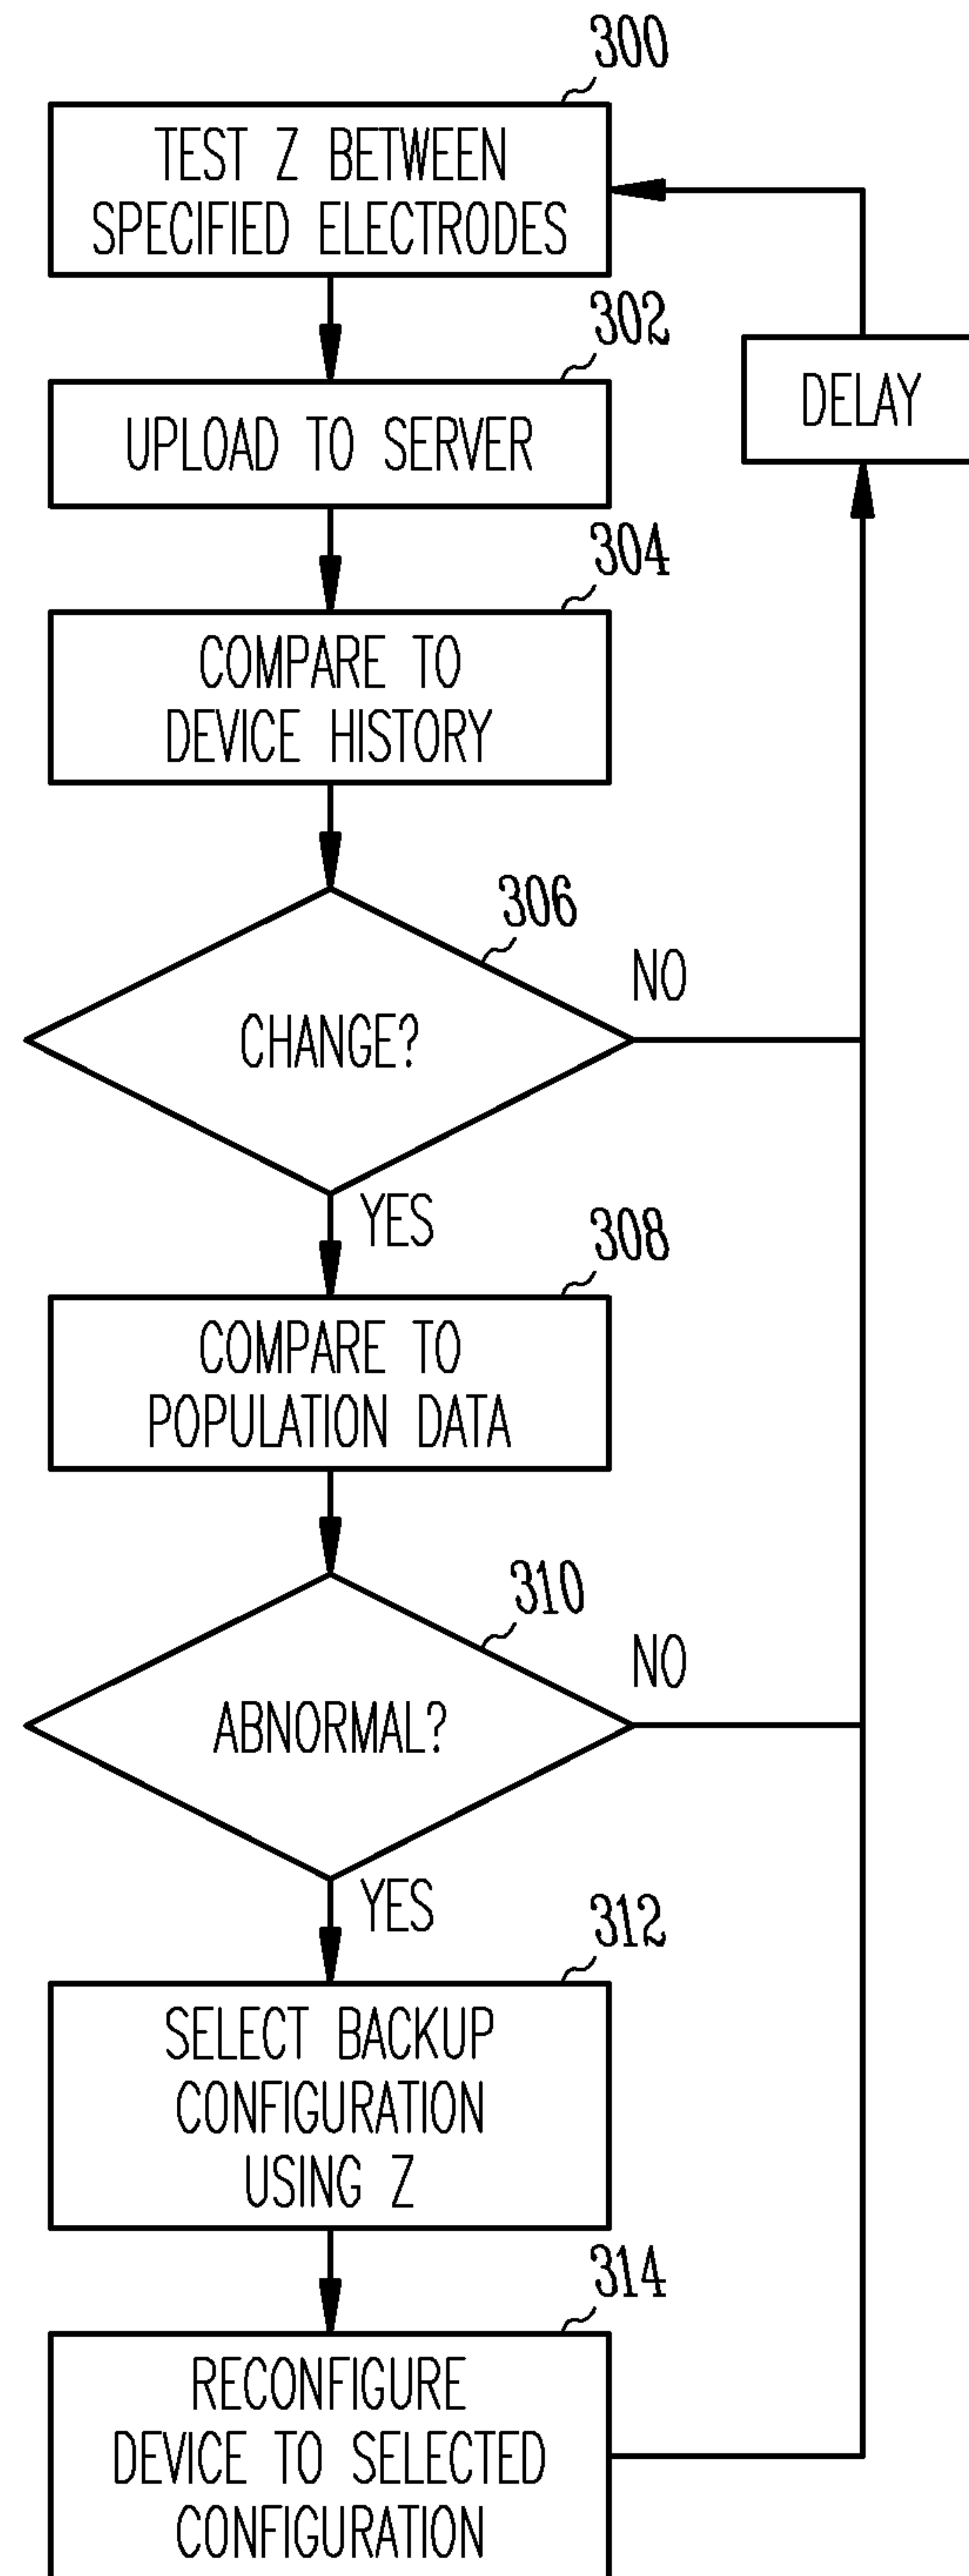 300
TEST Z BETWEEN
SPECIFIED ELECTRODES
302
UPLOAD TO SERVER
DELAY
304
COMPARE TO
DEVICE HISTORY
306
NO
CHANGE?
YES
308
COMPARE TO
POPULATION DATA
310
NO
ABNORMAL?
YES
312
SELECT BACKUP
CONFIGURATION
USING Z
314
RECONFIGURE
DEVICE TO SELECTED
CONFIGURATION